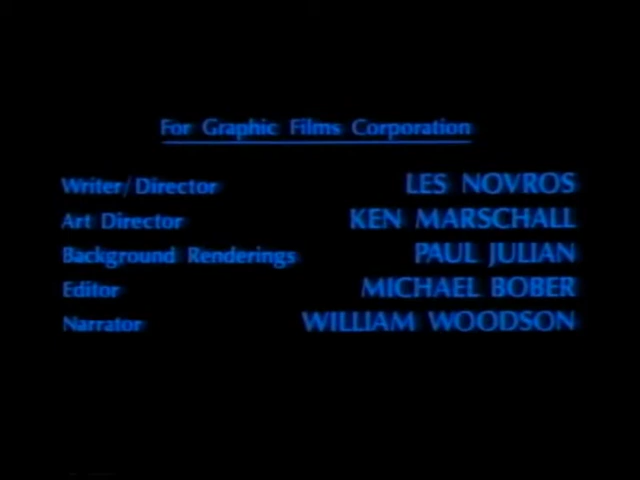 For Graphic Films Corporation
Writer/Director LES NOVROS
Art Director KEN MARSCHALL
Background Renderings PAUL JULIAN
Editor MICHAEL BOBER
Narrator WILLIAM WOODSON